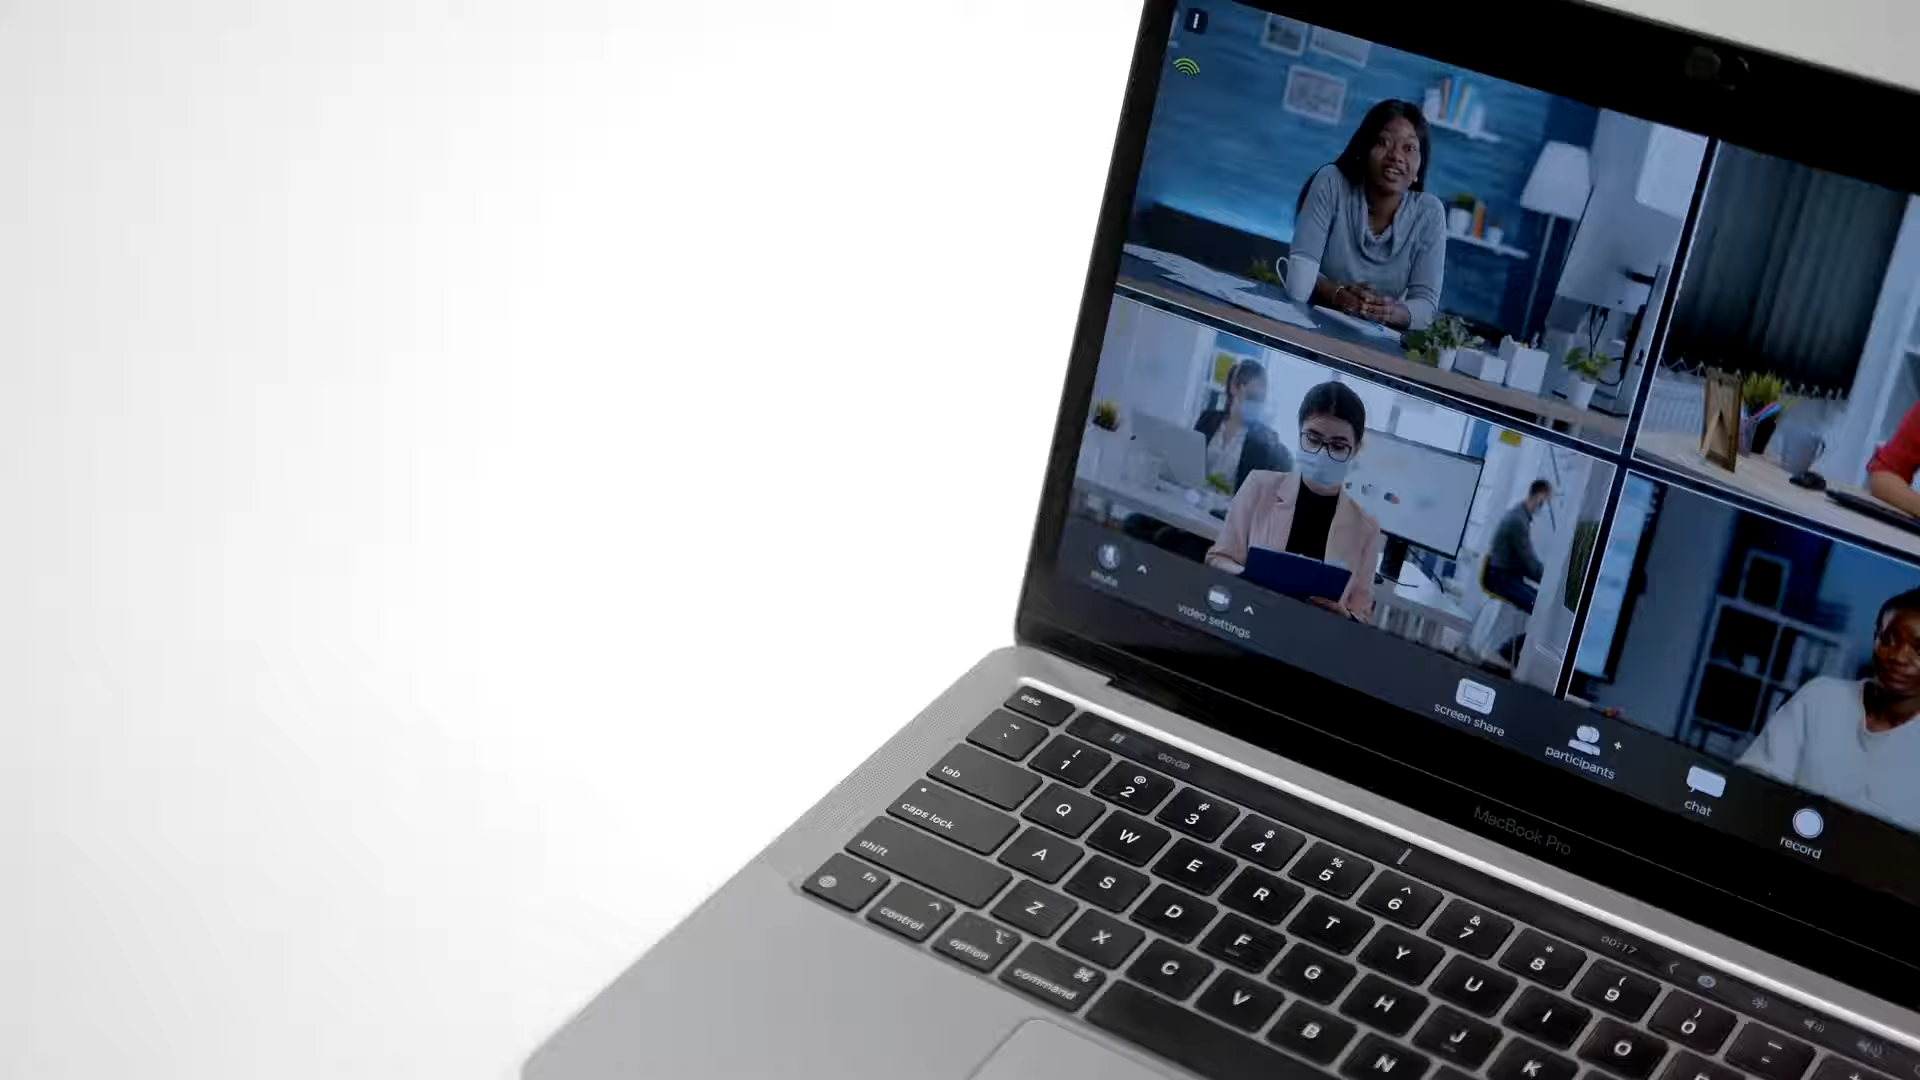 mute
video settings
screen share
participants
chat
record
MacBook Pro
esc
00:09
00:17
~
`
! 1
@ 2
# 3
$ 4
% 5
^ 6
& 7
* 8
( 9
) 0
tab
Q W E R T Y U I O
caps lock
A S D F G H J K
shift
Z X C V B N
fn
control
option
command